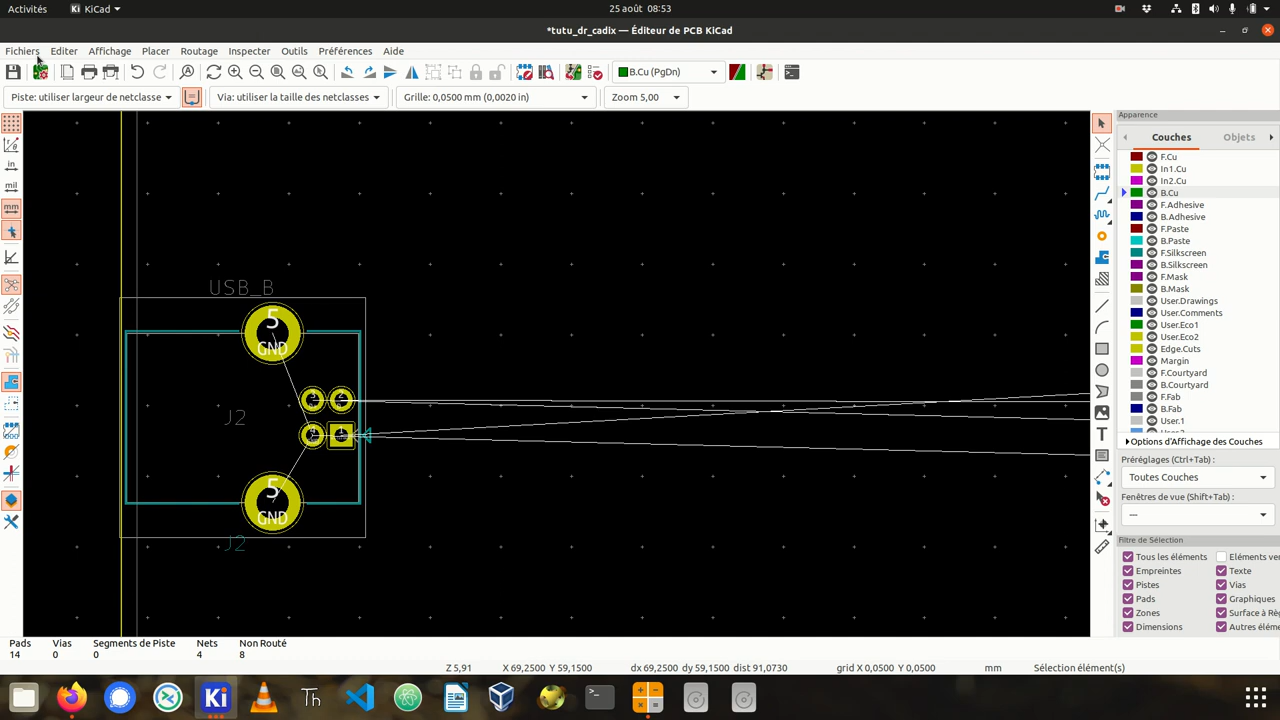 Activités
KiCad
25 août 08:53
*tutu_dr_cadix — Éditeur de PCB KiCad
Fichiers Editer Affichage Placer Routage Inspecter Outils Préférences Aide
B.Cu (PgDn)
Piste: utiliser largeur de netclasse
Via: utiliser la taille des netclasses
Grille: 0,0500 mm (0,0020 in)
Zoom 5,00
in
mil
mm
Apparence
Couches
Objets
F.Cu
In1.Cu
In2.Cu
B.Cu
F.Adhesive
B.Adhesive
F.Paste
B.Paste
F.Silkscreen
B.Silkscreen
F.Mask
B.Mask
User.Drawings
User.Comments
User.Eco1
User.Eco2
Edge.Cuts
Margin
F.Courtyard
B.Courtyard
F.Fab
B.Fab
User.1
Options d'Affichage des Couches
Préréglages (Ctrl+Tab) :
Toutes Couches
Fenêtres de vue (Shift+Tab) :
---
Filtre de Sélection
Tous les éléments
Empreintes
Texte
Pistes
Vias
Pads
Graphiques
Zones
Dimensions
USB_B
5
GND
J2
1
5
GND
J2
Pads Vias Segments de Piste Nets Non Routé
14 0 0 4 8
Z 5,91 X 69,2500 Y 59,1500 dx 69,2500 dy 59,1500 dist 91,0730 grid X 0,0500 Y 0,0500 mm Sélection élément(s)
Ki
Th